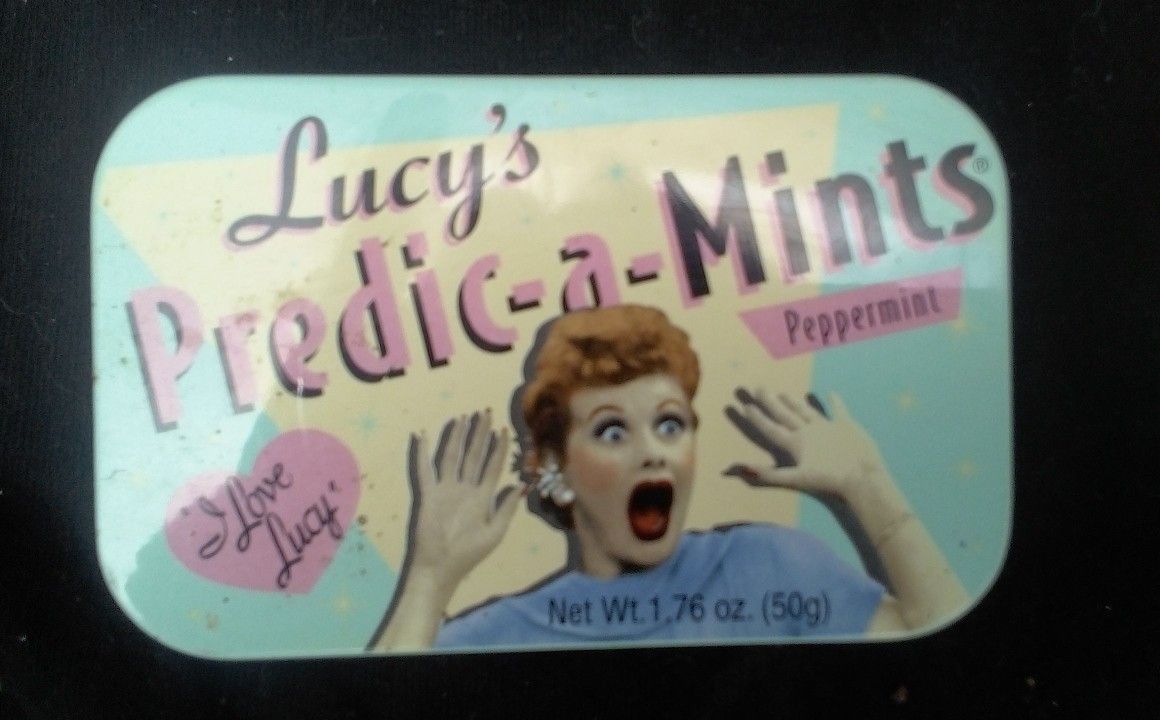 Lucy's
Predic-a-Mints®
Peppermint
"I Love
Lucy"
Net Wt.1.76 oz. (50g)